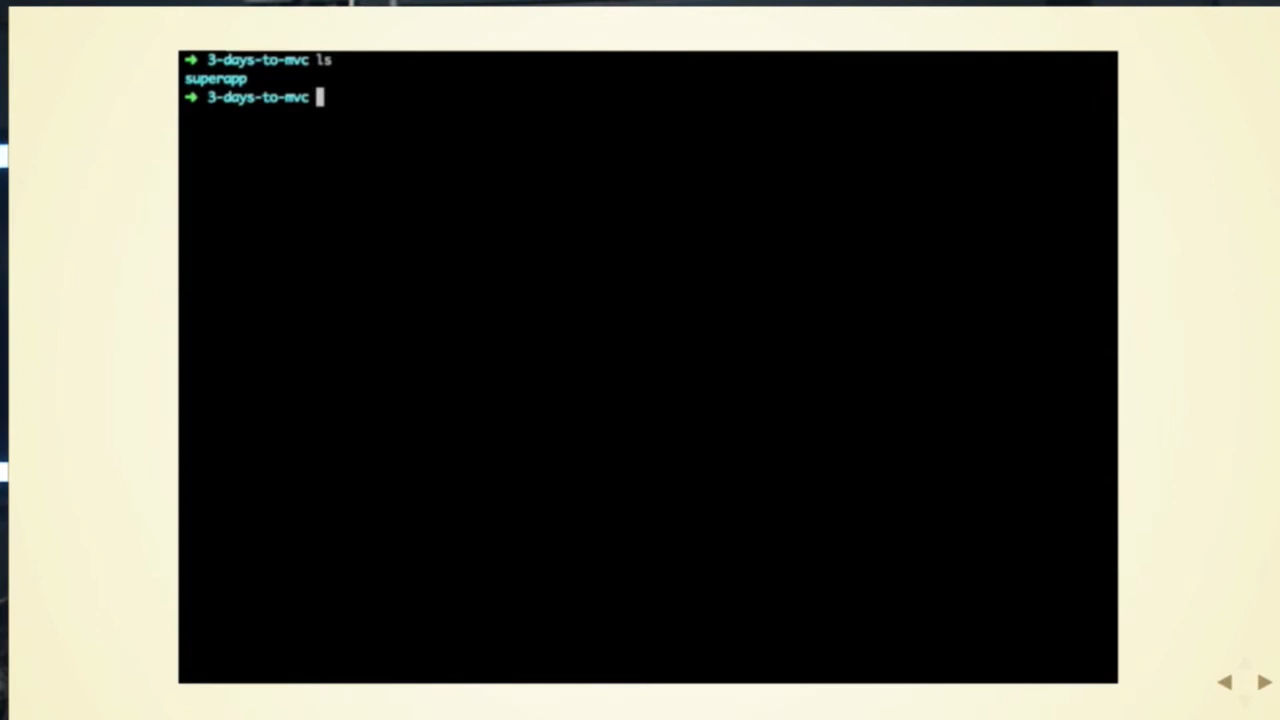 ➜ 3-days-to-mvc ls
superapp
➜ 3-days-to-mvc